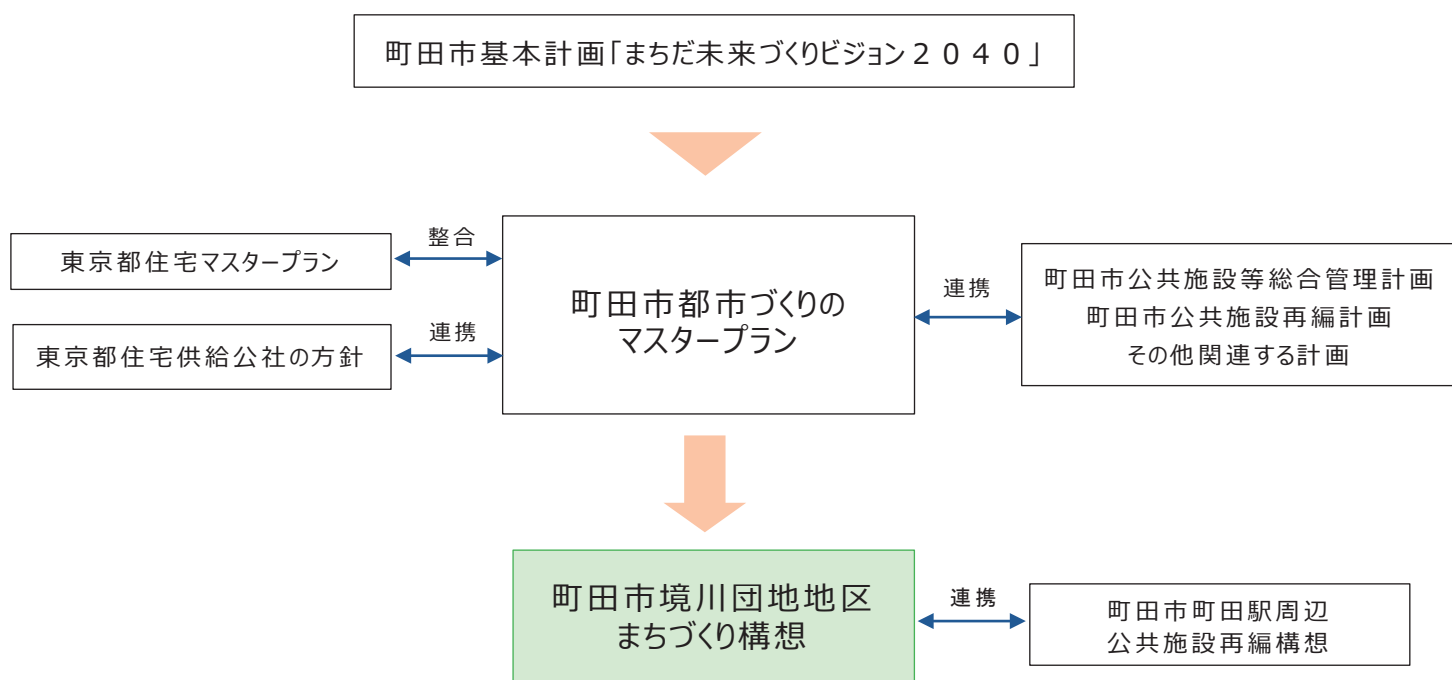 町田市基本計画「まちだ未来づくりビジョン２０４０」
整合
東京都住宅マスタープラン
連携
東京都住宅供給公社の方針
町田市都市づくりの
マスタープラン
連携
町田市公共施設等総合管理計画
町田市公共施設再編計画
その他関連する計画
町田市境川団地地区
まちづくり構想
連携
町田市町田駅周辺
公共施設再編構想